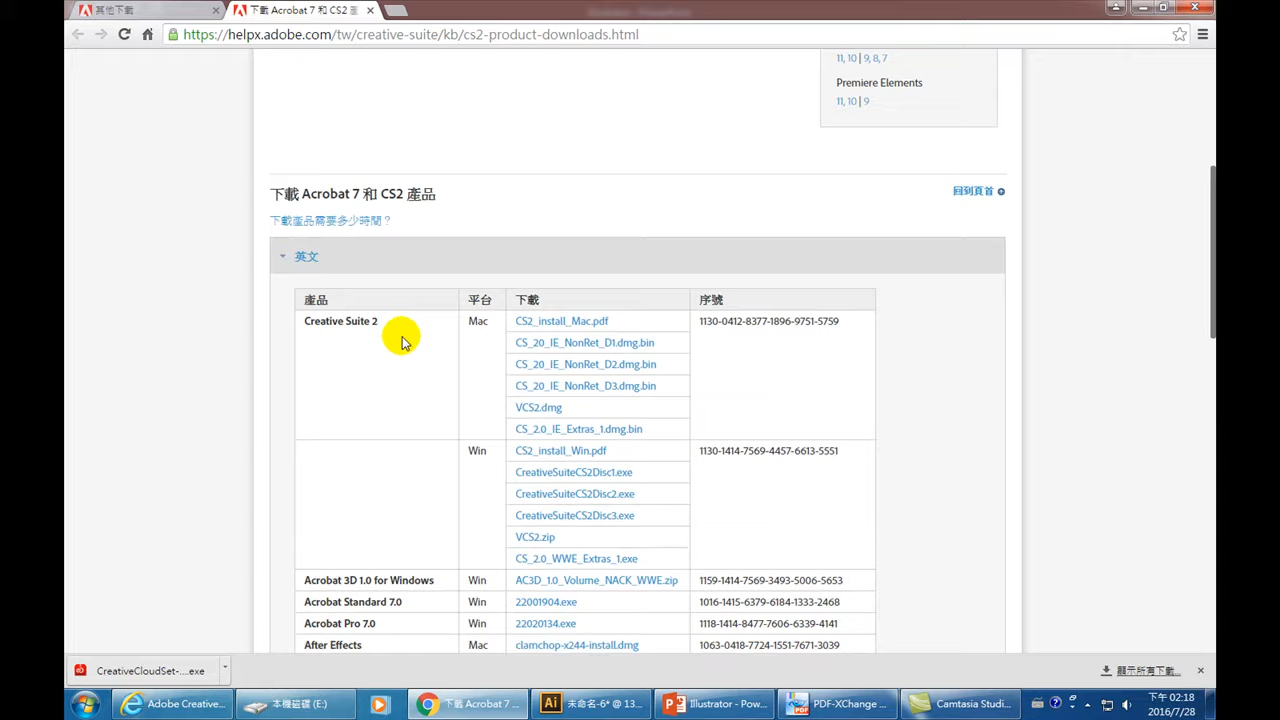 其他下載
下載 Acrobat 7 和 CS2 產
https://helpx.adobe.com/tw/creative-suite/kb/cs2-product-downloads.html
11, 10 | 9, 8, 7
Premiere Elements
11, 10 | 9
下載 Acrobat 7 和 CS2 產品
回到頁首
下載產品需要多少時間？
英文
產品 平台 下載 序號
Creative Suite 2 Mac CS2_install_Mac.pdf 1130-0412-8377-1896-9751-5759
CS_20_IE_NonRet_D1.dmg.bin
CS_20_IE_NonRet_D2.dmg.bin
CS_20_IE_NonRet_D3.dmg.bin
VCS2.dmg
CS_2.0_IE_Extras_1.dmg.bin
Win CS2_install_Win.pdf 1130-1414-7569-4457-6613-5551
CreativeSuiteCS2Disc1.exe
CreativeSuiteCS2Disc2.exe
CreativeSuiteCS2Disc3.exe
VCS2.zip
CS_2.0_WWE_Extras_1.exe
Acrobat 3D 1.0 for Windows Win AC3D_1.0_Volume_NACK_WWE.zip 1159-1414-7569-3493-5006-5653
Acrobat Standard 7.0 Win 22001904.exe 1016-1415-6379-6184-1333-2468
Acrobat Pro 7.0 Win 22020134.exe 1118-1414-8477-7606-6339-4141
After Effects Mac clamchop-x244-install.dmg 1063-0418-7724-1551-7671-3039
CreativeCloudSet-....exe
顯示所有下載...
Adobe Creative...
本機磁碟 (E:)
下載 Acrobat 7 ...
Ai 未命名-6* @ 13...
Illustrator - Pow...
PDF-XChange ...
Camtasia Studi...
下午 02:18
2016/7/28